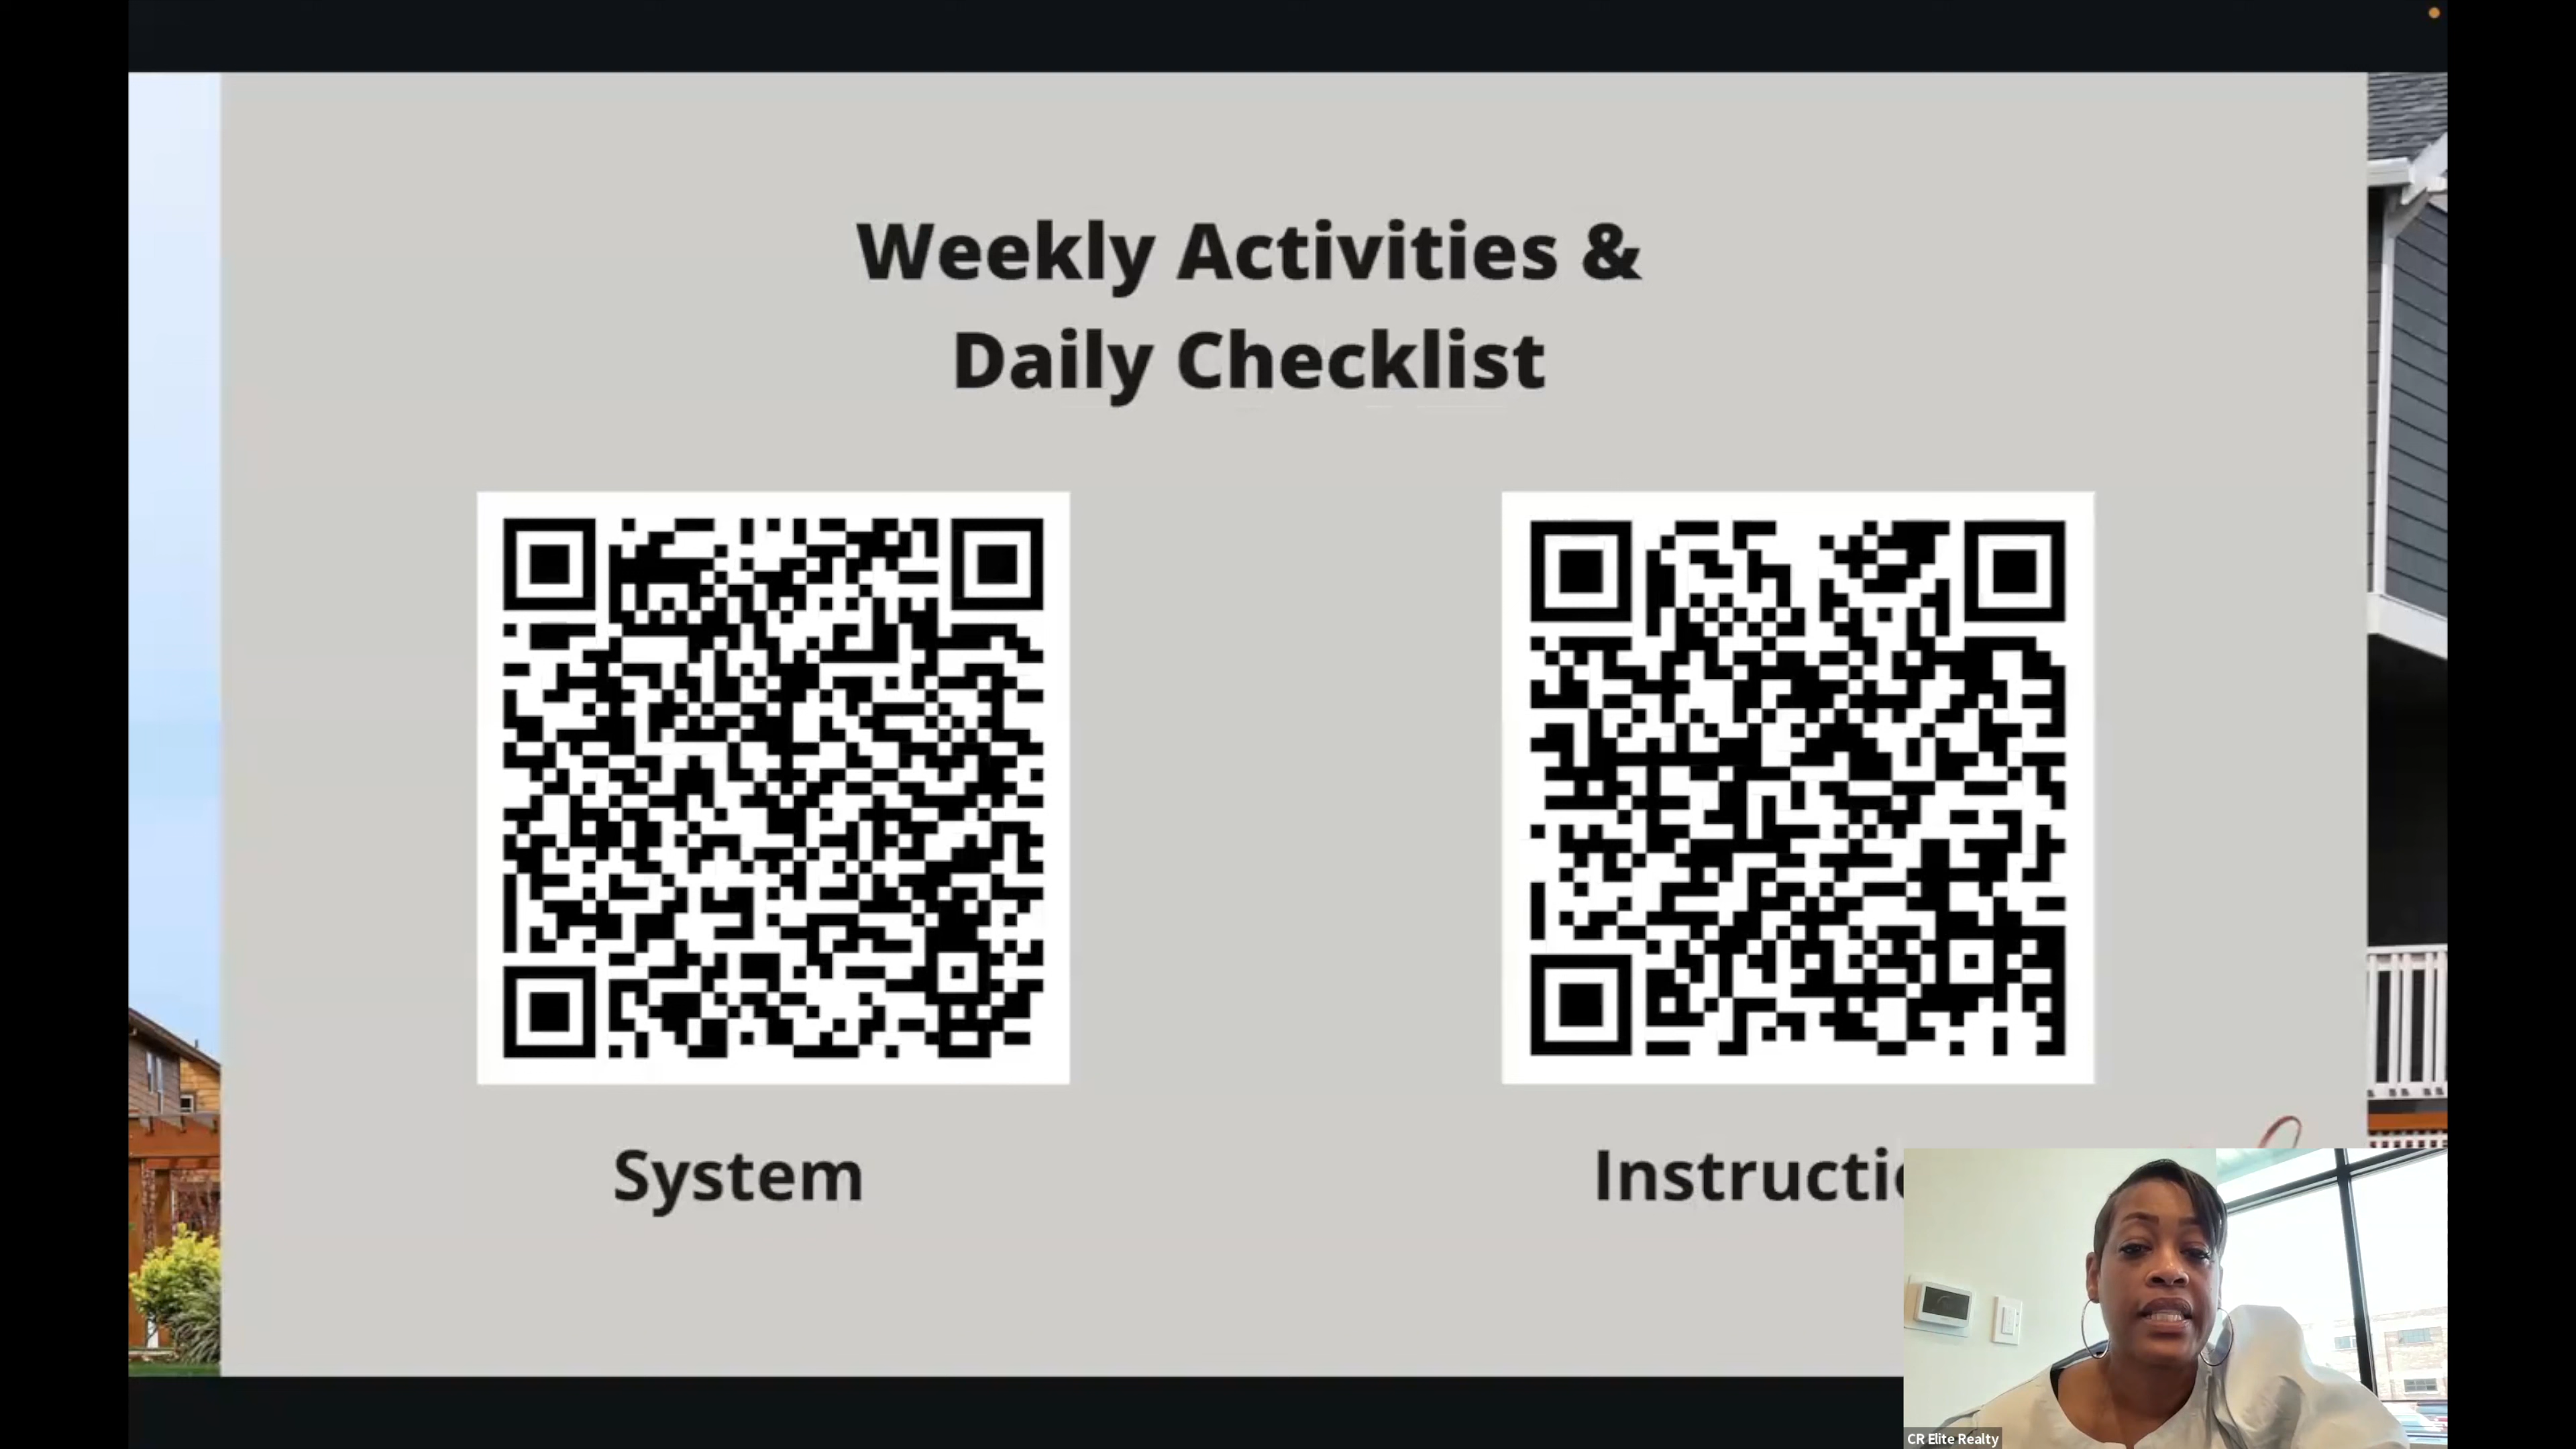 Weekly Activities &
Daily Checklist
System
Instructi
CR Elite Realty